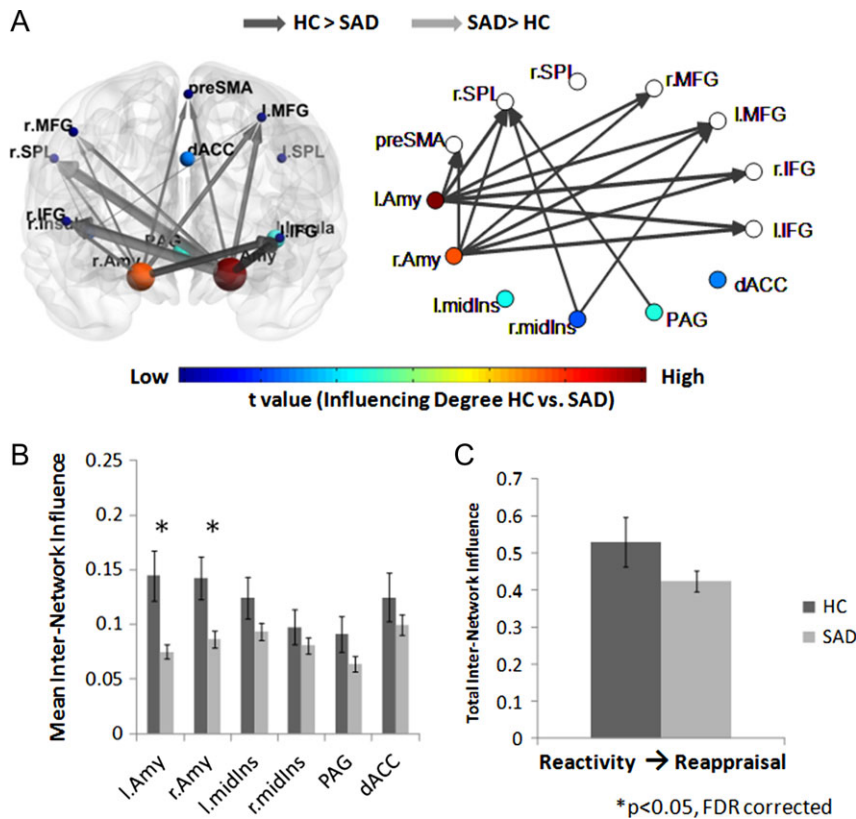 A
HC > SAD
SAD> HC
preSMA
l.MFG
r.MFG
dACC
r.SPL
l.SPL
r.IFG
r.Insula
PAG
l.Insula
l.IFG
r.Amy
Amy
r.SPL
r.SPL
r.MFG
l.MFG
preSMA
r.IFG
l.Amy
l.IFG
r.Amy
dACC
l.midIns
r.midIns
PAG
Low
High
t value (Influencing Degree HC vs. SAD)
B
Mean Inter-Network Influence
0.25
0.2
0.15
0.1
0.05
0
* *
l.Amy
r.Amy
l.midIns
r.midIns
PAG
dACC
C
Total Inter-Network Influence
0.7
0.6
0.5
0.4
0.3
0.2
0.1
0
HC
SAD
Reactivity → Reappraisal
*p<0.05, FDR corrected